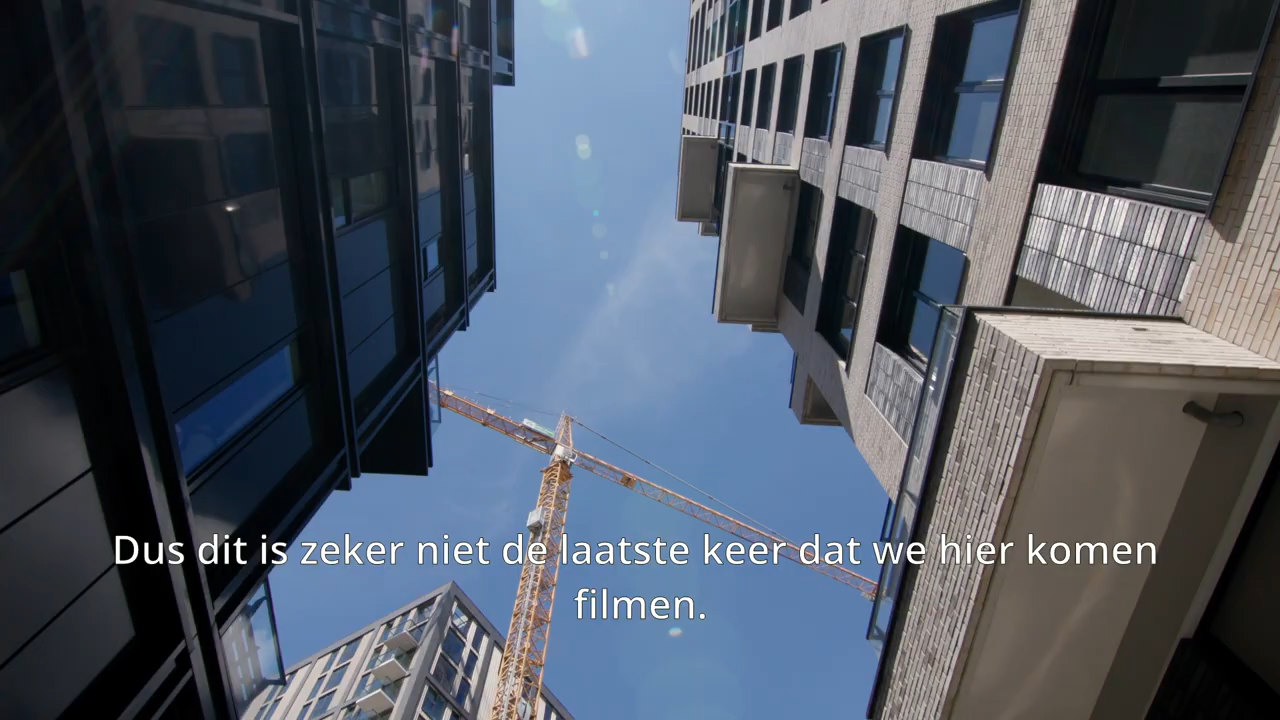 Dus dit is zeker niet de laatste keer dat we hier komen
filmen.